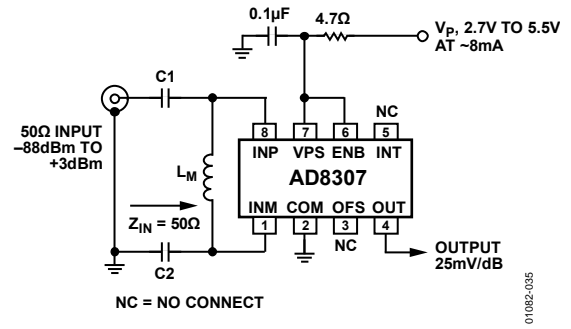 0.1µF
4.7Ω
VP, 2.7V TO 5.5V
AT ~8mA
C1
NC
50Ω INPUT
–88dBm TO
+3dBm
8
7
6
5
INP
VPS
ENB
INT
LM
AD8307
ZIN = 50Ω
INM
COM
OFS
OUT
1
2
3
4
NC
C2
OUTPUT
25mV/dB
NC = NO CONNECT
01082-035